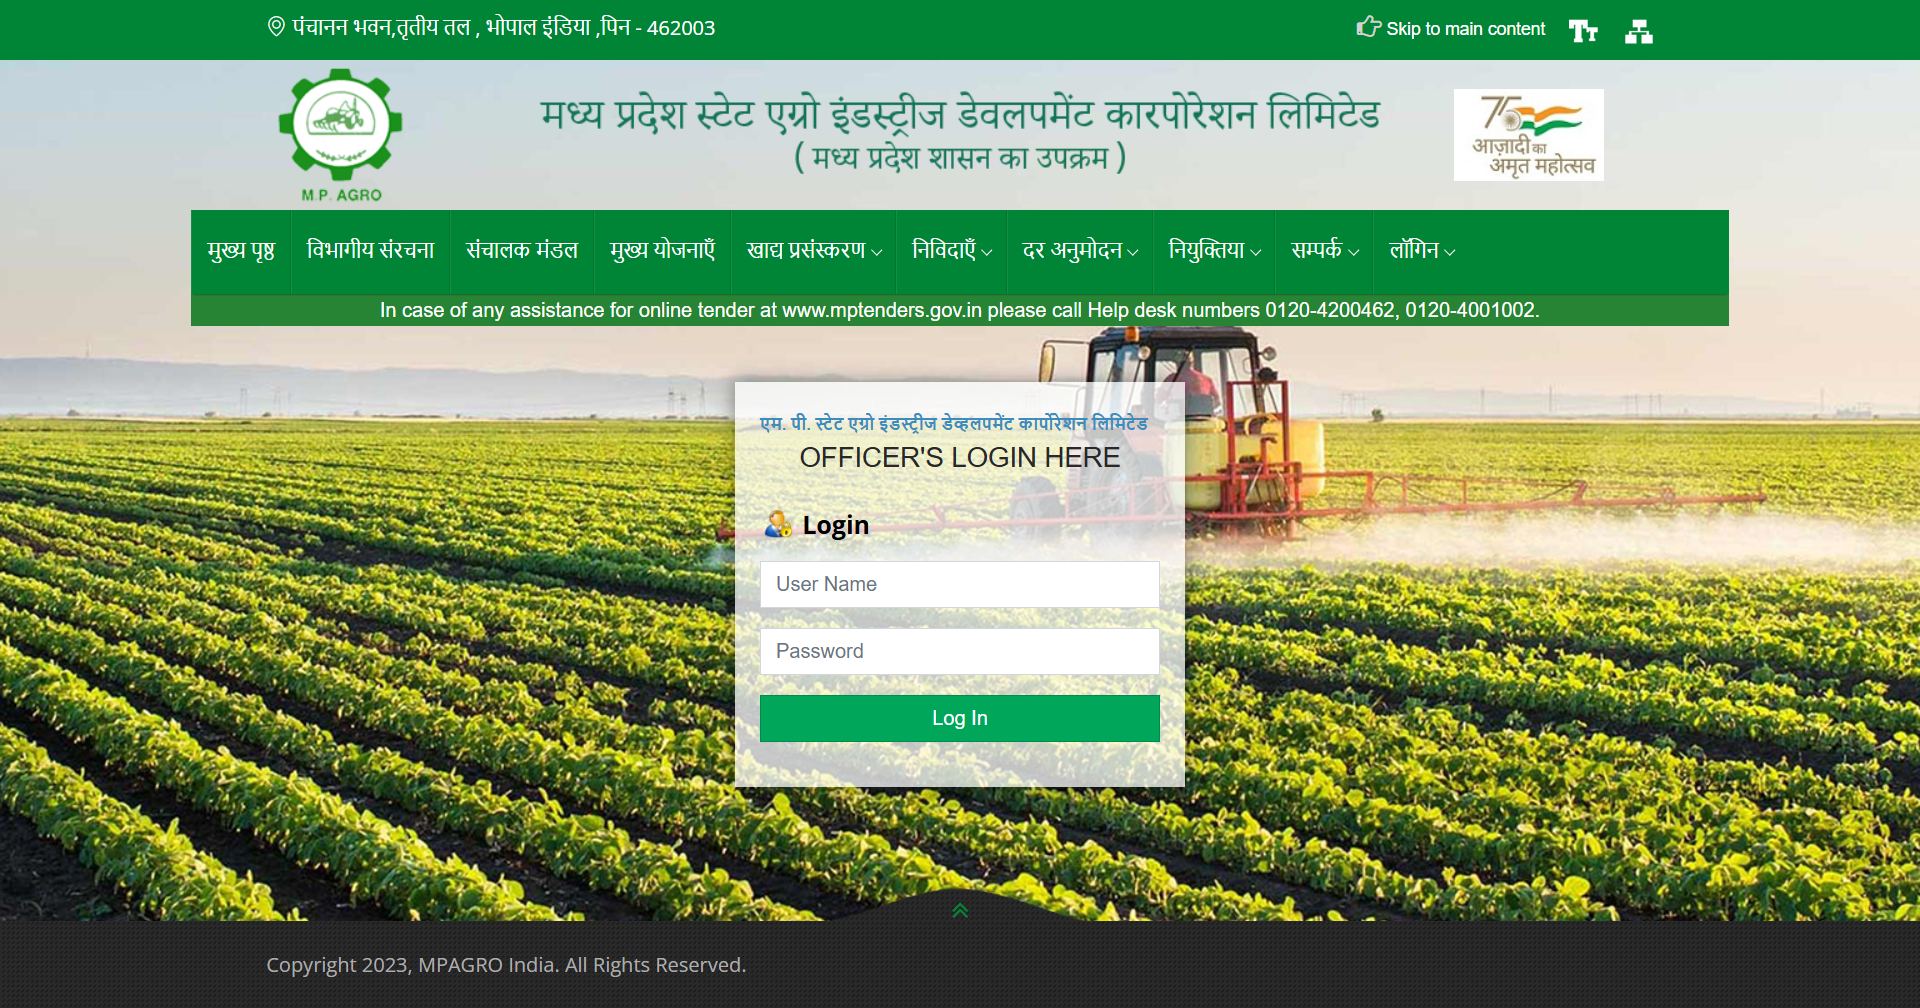 पंचानन भवन,तृतीय तल , भोपाल इंडिया ,पिन - 462003
Skip to main content
मध्य प्रदेश स्टेट एग्रो इंडस्ट्रीज डेवलपमेंट कारपोरेशन लिमिटेड
( मध्य प्रदेश शासन का उपक्रम )
M.P. AGRO
75
आज़ादी का
अमृत महोत्सव
मुख्य पृष्ठ
विभागीय संरचना
संचालक मंडल
मुख्य योजनाएँ
खाद्य प्रसंस्करण
निविदाएँ
दर अनुमोदन
नियुक्तिया
सम्पर्क
लॉगिन
In case of any assistance for online tender at www.mptenders.gov.in please call Help desk numbers 0120-4200462, 0120-4001002.
एम. पी. स्टेट एग्रो इंडस्ट्रीज डेव्हलपमेंट कार्पोरेशन लिमिटेड
OFFICER'S LOGIN HERE
Login
User Name
Password
Log In
Copyright 2023, MPAGRO India. All Rights Reserved.